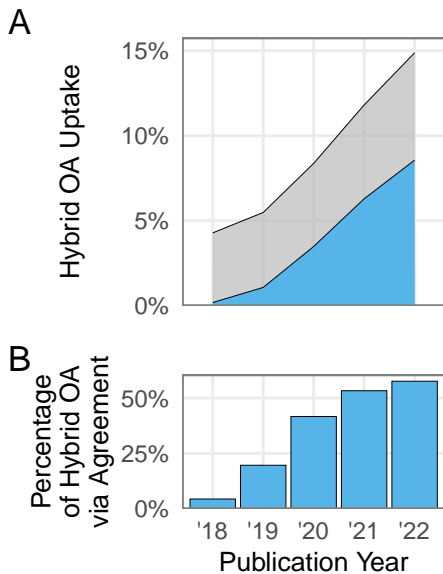 A
15%
10%
5%
0%
Hybrid OA Uptake
B
50%
25%
0%
Percentage
of Hybrid OA
via Agreement
'18 '19 '20 '21 '22
Publication Year